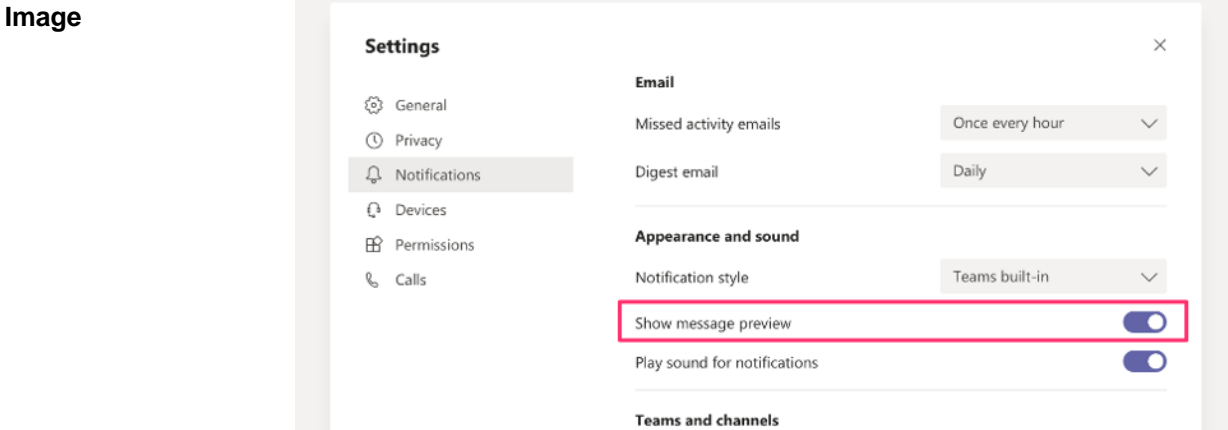 Image
Settings
General
Privacy
Notifications
Devices
Permissions
Calls
Email
Missed activity emails Once every hour
Digest email Daily
Appearance and sound
Notification style Teams built-in
Show message preview
Play sound for notifications
Teams and channels